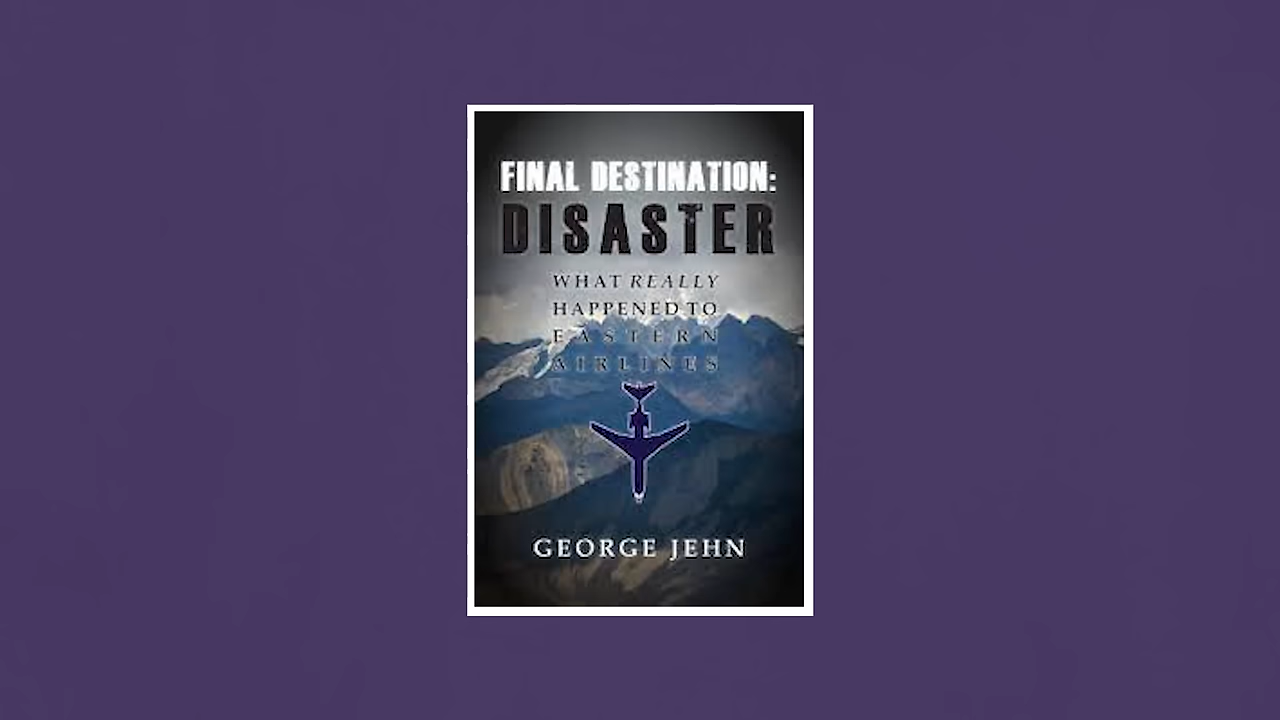 FINAL DESTINATION:
DISASTER
WHAT REALLY
HAPPENED TO
EASTERN
AIRLINES
GEORGE JEHN